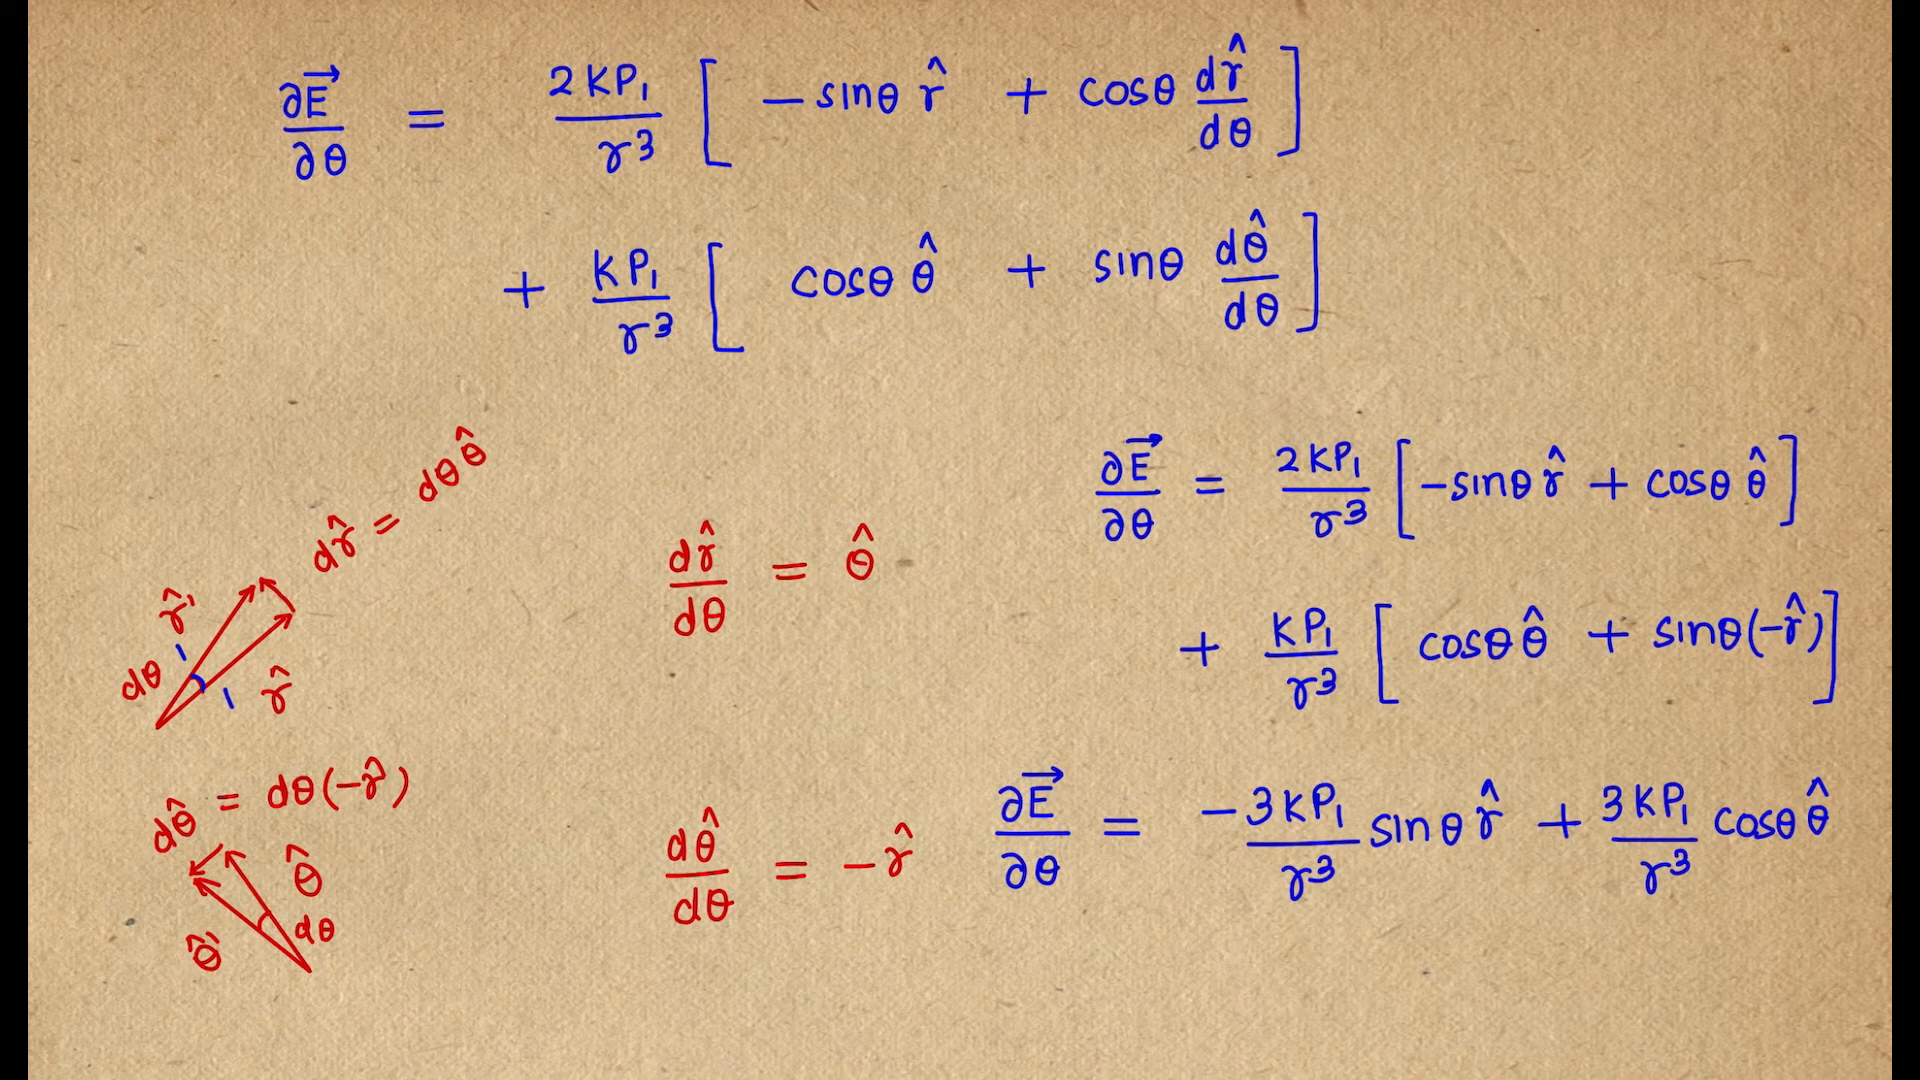 ∂E⃗/∂θ = 2KP₁/r³ [ -sinθ r̂ + cosθ dr̂/dθ ]
+ KP₁/r³ [ cosθ θ̂ + sinθ dθ̂/dθ ]
dr̂ = dθ θ̂
r̂'
dθ
1
1
r̂
dr̂/dθ = θ̂
∂E⃗/∂θ = 2KP₁/r³ [ -sinθ r̂ + cosθ θ̂ ]
+ KP₁/r³ [ cosθ θ̂ + sinθ(-r̂) ]
dθ̂ = dθ(-r̂)
θ̂
dθ
θ̂'
dθ̂/dθ = -r̂
∂E⃗/∂θ = -3KP₁/r³ sinθ r̂ + 3KP₁/r³ cosθ θ̂